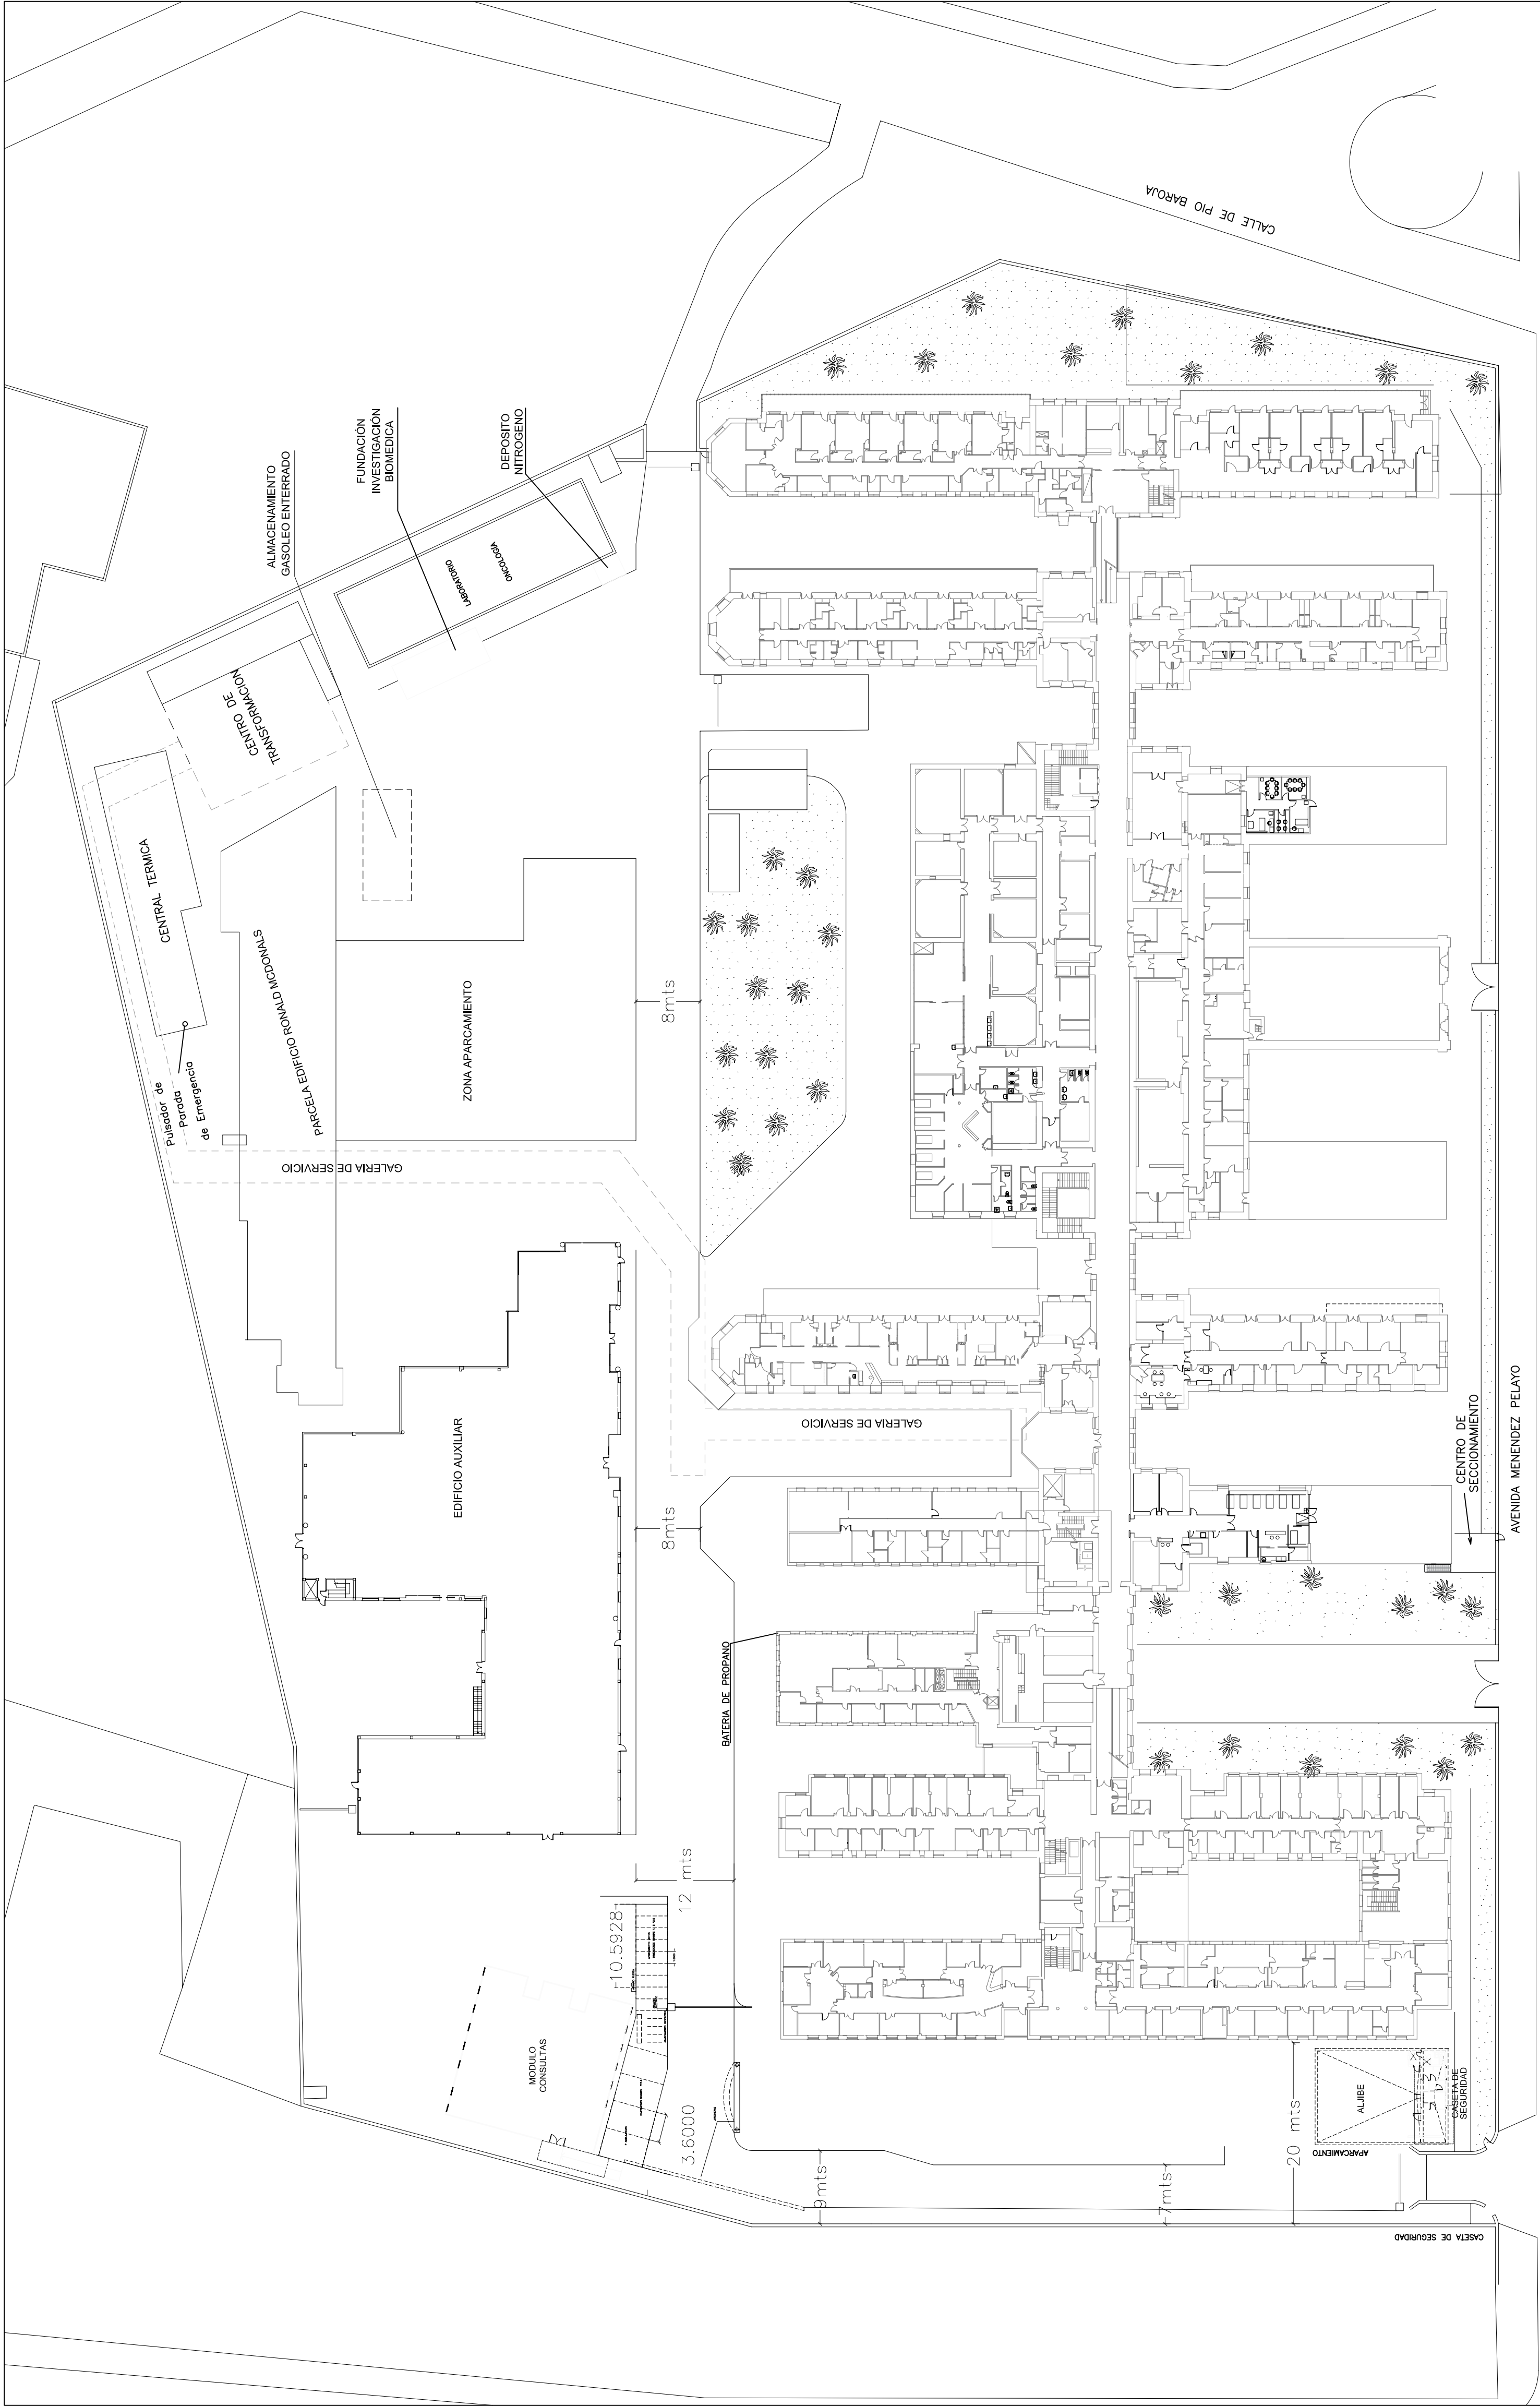 CALLE DE PIO BAROJA
ALMACENAMIENTO
GASOLEO ENTERRADO
FUNDACIÓN
INVESTIGACIÓN
BIOMEDICA
DEPOSITO
NITROGENO
LABORATORIO
ONCOLOGÍA
CENTRO DE
TRANSFORMACION
CENTRAL TERMICA
PARCELA EDIFICIO RONALD MCDONALS
ZONA APARCAMIENTO
8mts
Pulsador de
Parada
de Emergencia
GALERIA DE SERVICIO
GALERIA DE SERVICIO
EDIFICIO AUXILIAR
8mts
CENTRO DE
SECCIONAMIENTO
AVENIDA MENENDEZ PELAYO
BATERIA DE PROPANO
12 mts
10.5928
MODULO
CONSULTAS
3.6000
9mts
7mts
20 mts
ALJIBE
CASETA DE
SEGURIDAD
APARCAMIENTO
CASETA DE SEGURIDAD